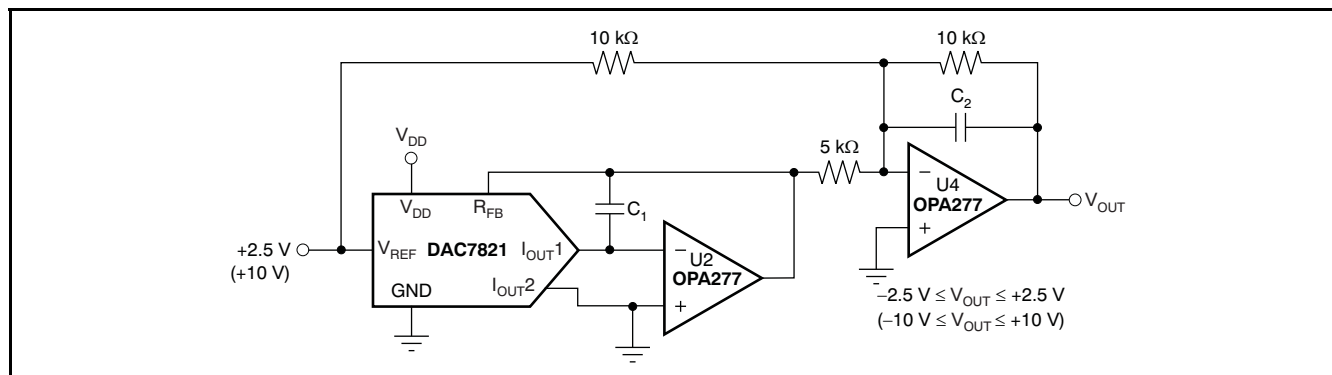 10 kΩ
10 kΩ
C2
VDD
5 kΩ
VDD
RFB
C1
U4
OPA277
VOUT
+2.5 V
(+10 V)
VREF
DAC7821
IOUT1
U2
OPA277
IOUT2
GND
−
+
−
+
−2.5 V ≤ VOUT ≤ +2.5 V
(−10 V ≤ VOUT ≤ +10 V)